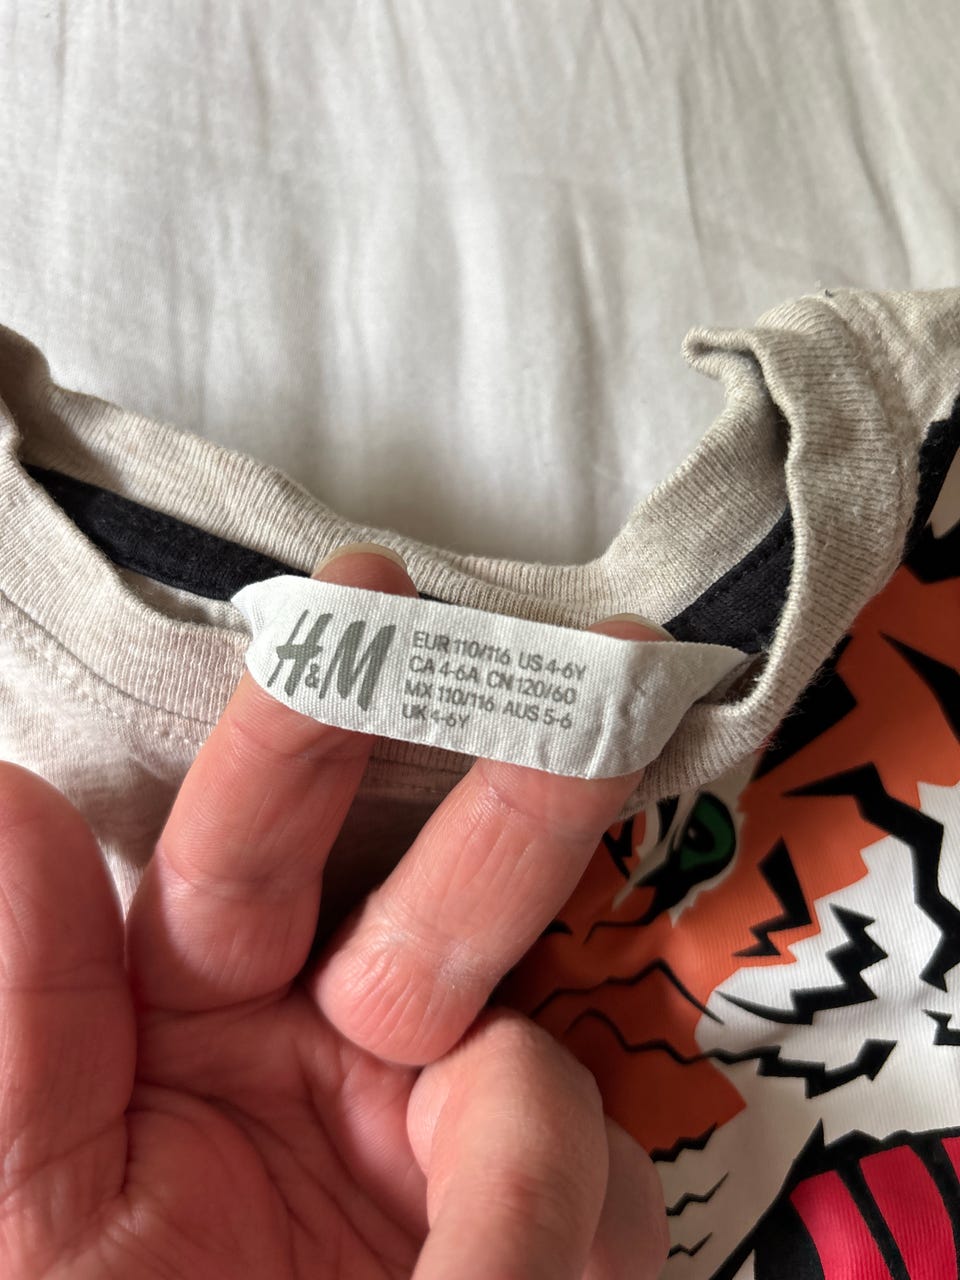 H&M
EUR 110/116 US 4-6Y
CA 4-6A CN 120/60
MX 110/116 AUS 5-6
UK 4-6Y